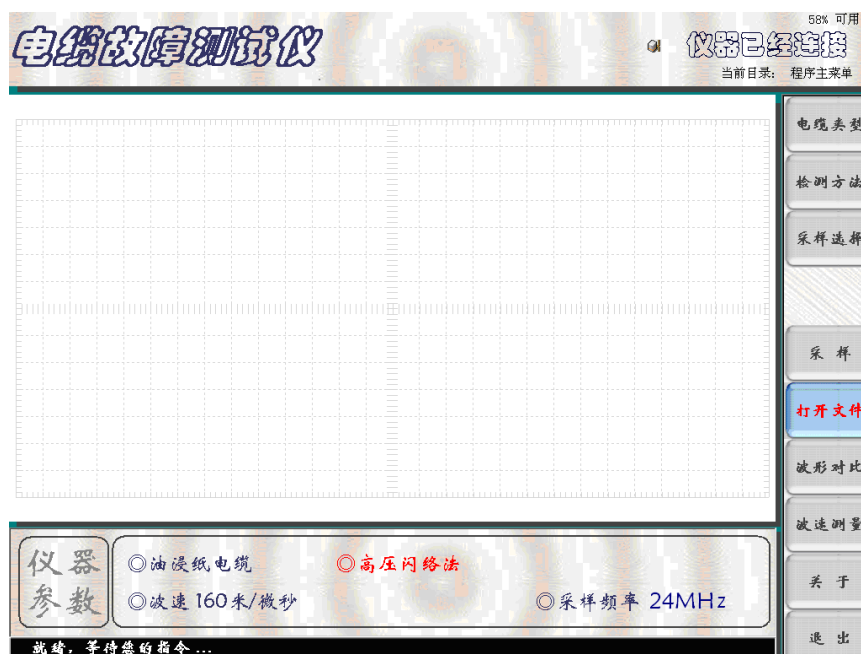 电缆故障测试仪
58% 可用
仪器已经连接
当前目录: 程序主菜单
电缆类型
检测方法
采样选择
采 样
打开文件
波形对比
波速测量
关 于
退 出
仪器参数
◎油浸纸电缆
◎高压闪络法
◎波速 160米/微秒
◎采样频率 24MHz
就绪，等待您的指令 ...